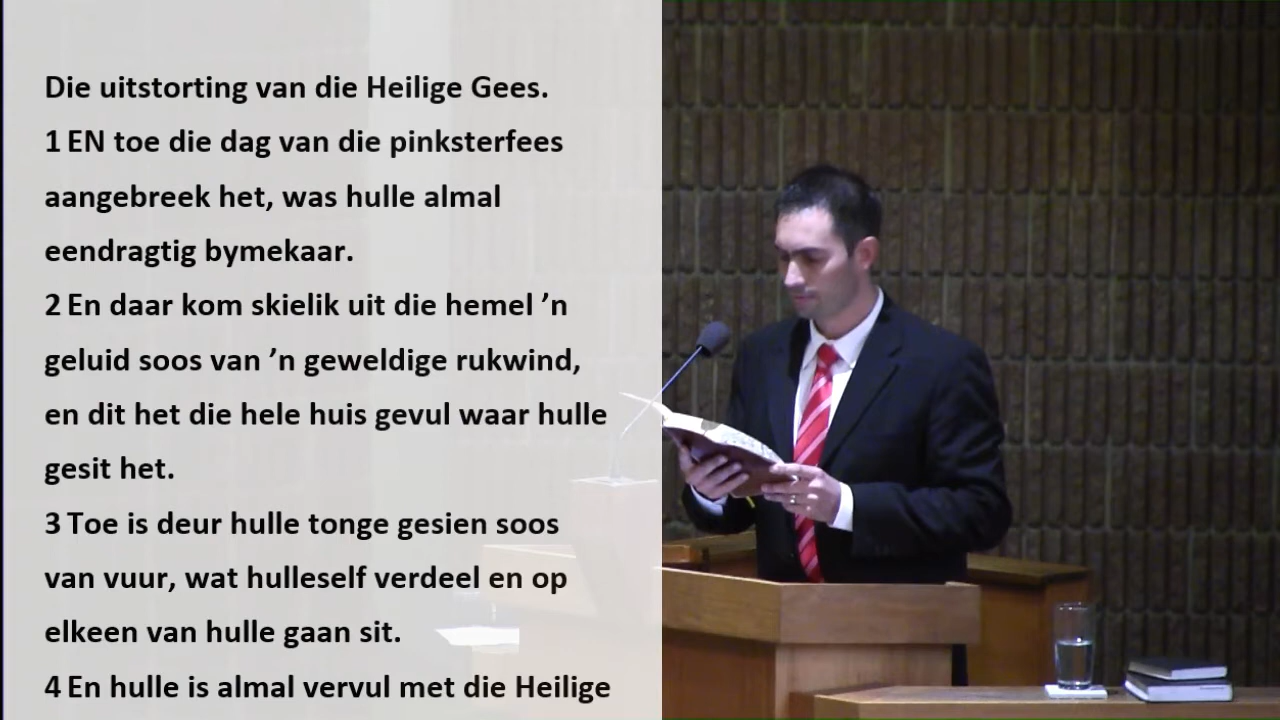 Die uitstorting van die Heilige Gees.
1 EN toe die dag van die pinksterfees
aangebreek het, was hulle almal
eendragtig bymekaar.
2 En daar kom skielik uit die hemel ’n
geluid soos van ’n geweldige rukwind,
en dit het die hele huis gevul waar hulle
gesit het.
3 Toe is deur hulle tonge gesien soos
van vuur, wat hulleself verdeel en op
elkeen van hulle gaan sit.
4 En hulle is almal vervul met die Heilige